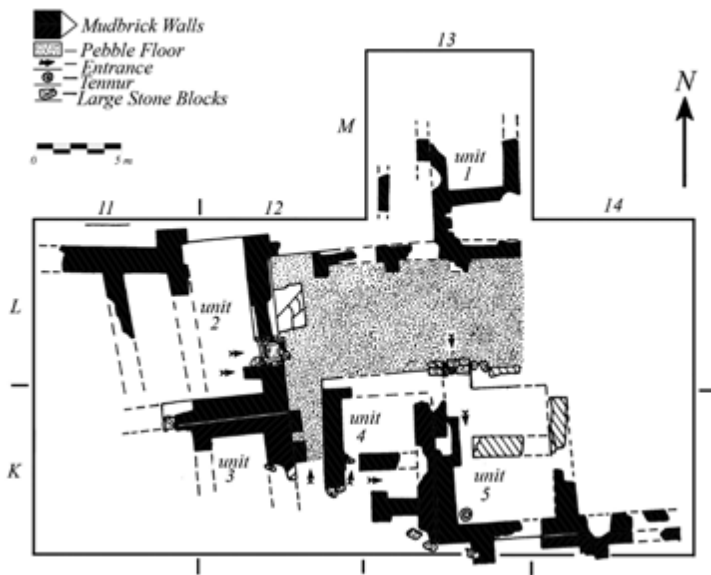 Mudbrick Walls
Pebble Floor
Entrance
Tennur
Large Stone Blocks
0 5 m
N
13
M
unit
1
11
12
14
L
unit
2
unit
4
K
unit
3
unit
5